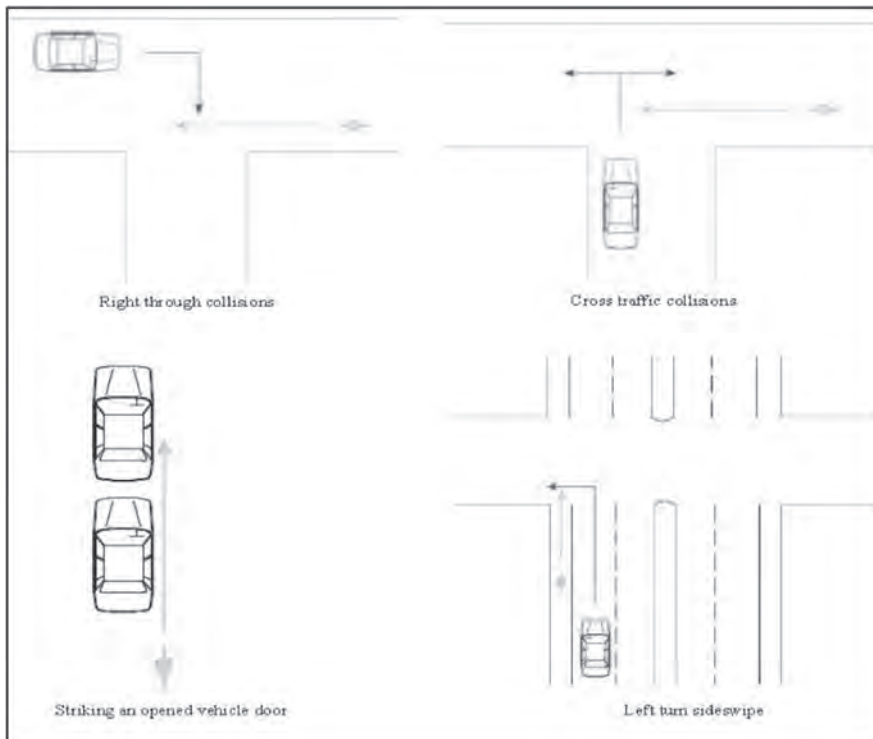 Right through collisions
Cross traffic collisions
Striking an opened vehicle door
Left turn sideswipe